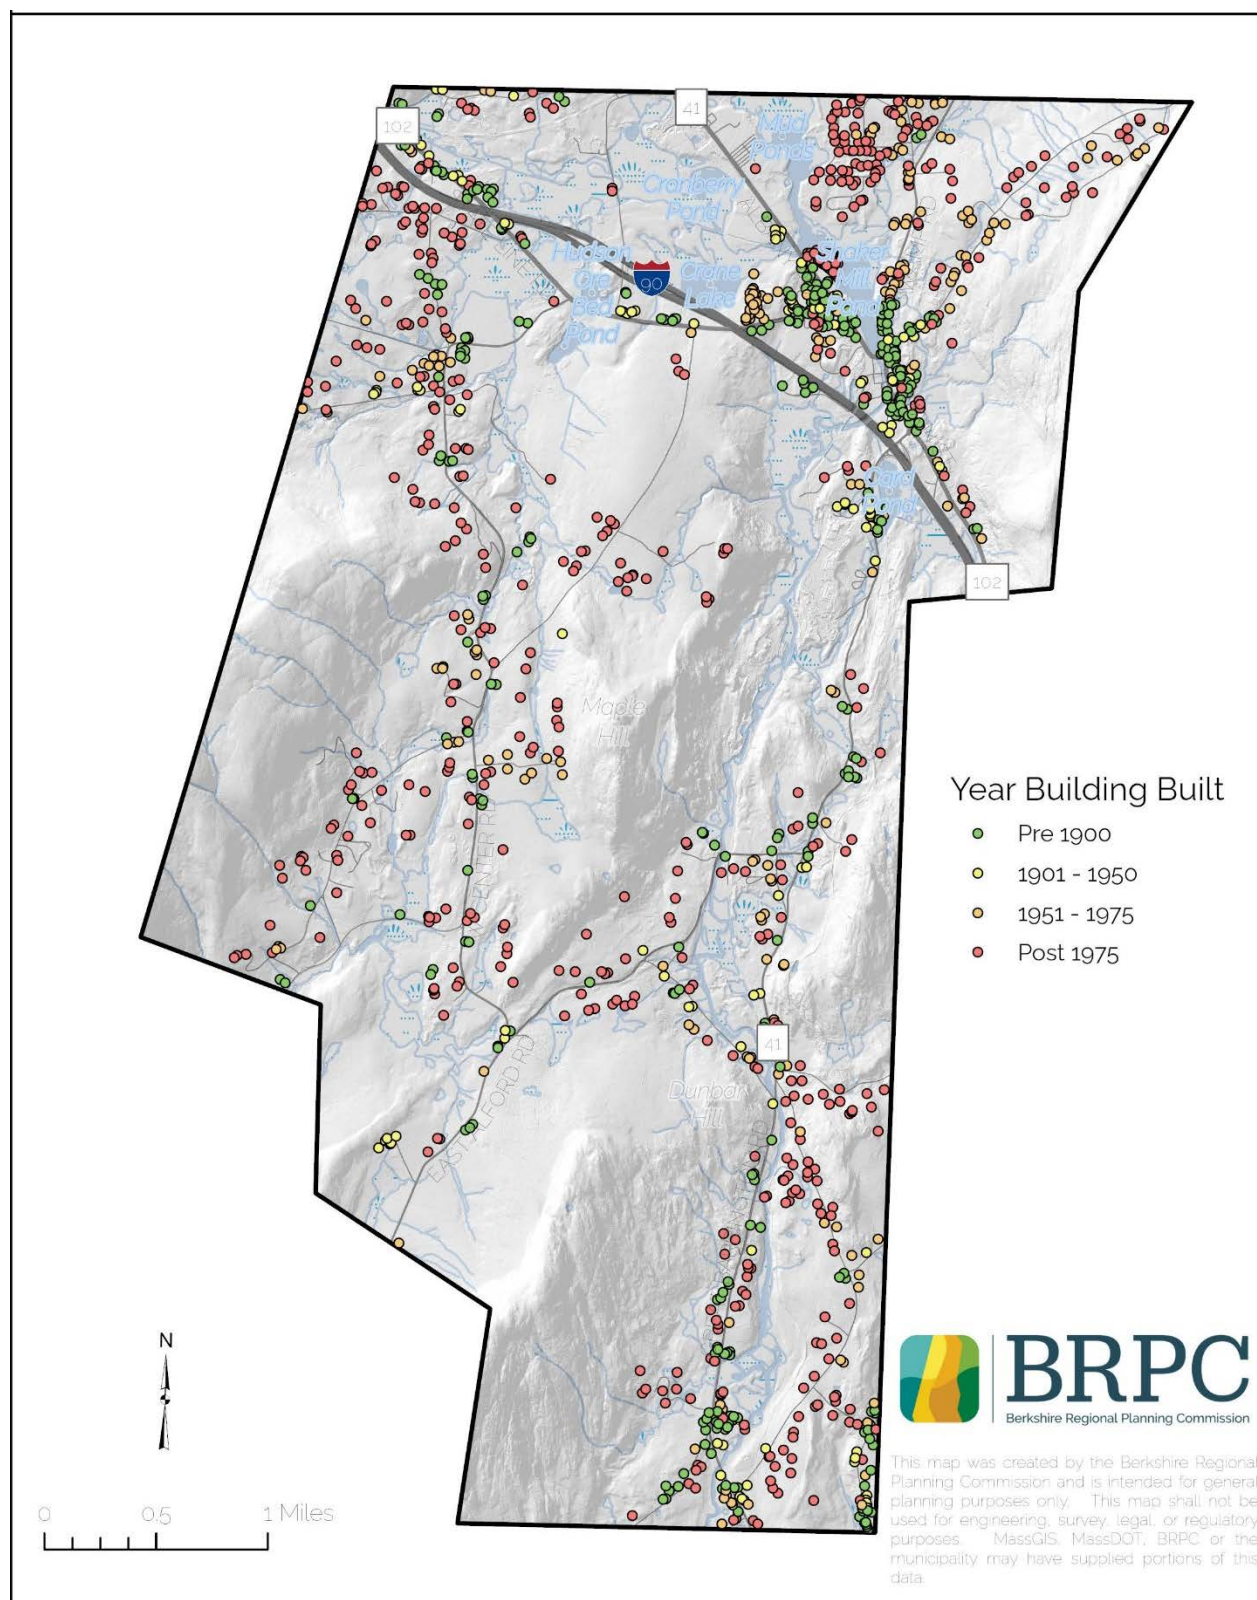 102
41
Mud
Ponds
Cranberry
Pond
Hudson
Ore
Bed
Pond
90
Crane
Lake
Shaker
Mill
Pond
Card
Pond
102
Maple
Hill
CENTER RD
41
Dunbar
Hill
EAST ALFORD RD
Year Building Built
Pre 1900
1901 - 1950
1951 - 1975
Post 1975
N
0 0.5 1 Miles
BRPC
Berkshire Regional Planning Commission
This map was created by the Berkshire Regional
Planning Commission and is intended for general
planning purposes only. This map shall not be
used for engineering, survey, legal, or regulatory
purposes. MassGIS, MassDOT, BRPC or the
municipality may have supplied portions of this
data.